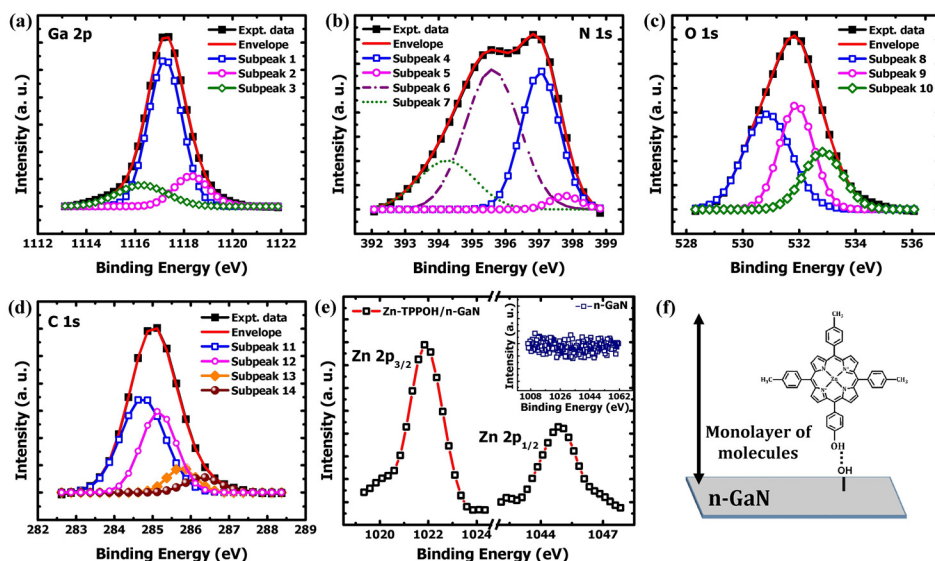 (a)
Ga 2p
Expt. data
Envelope
Subpeak 1
Subpeak 2
Subpeak 3
Intensity (a. u.)
1112 1114 1116 1118 1120 1122
Binding Energy (eV)
(b)
N 1s
Expt. data
Envelope
Subpeak 4
Subpeak 5
Subpeak 6
Subpeak 7
Intensity (a. u.)
392 393 394 395 396 397 398 399
Binding Energy (eV)
(c)
O 1s
Expt. data
Envelope
Subpeak 8
Subpeak 9
Subpeak 10
Intensity (a. u.)
528 530 532 534 536
Binding Energy (eV)
(d)
C 1s
Expt. data
Envelope
Subpeak 11
Subpeak 12
Subpeak 13
Subpeak 14
Intensity (a. u.)
282 283 284 285 286 287 288 289
Binding Energy (eV)
(e)
Zn-TPPOH/n-GaN
Zn 2p3/2
Zn 2p1/2
Intensity (a. u.)
1020 1022 1024 1044 1047
Binding Energy (eV)
n-GaN
Intensity (a. u.)
1008 1026 1044 1062
Binding Energy (eV)
(f)
CH3
H3C
CH3
N
N
Zn
N
N
OH
OH
Monolayer of
molecules
n-GaN